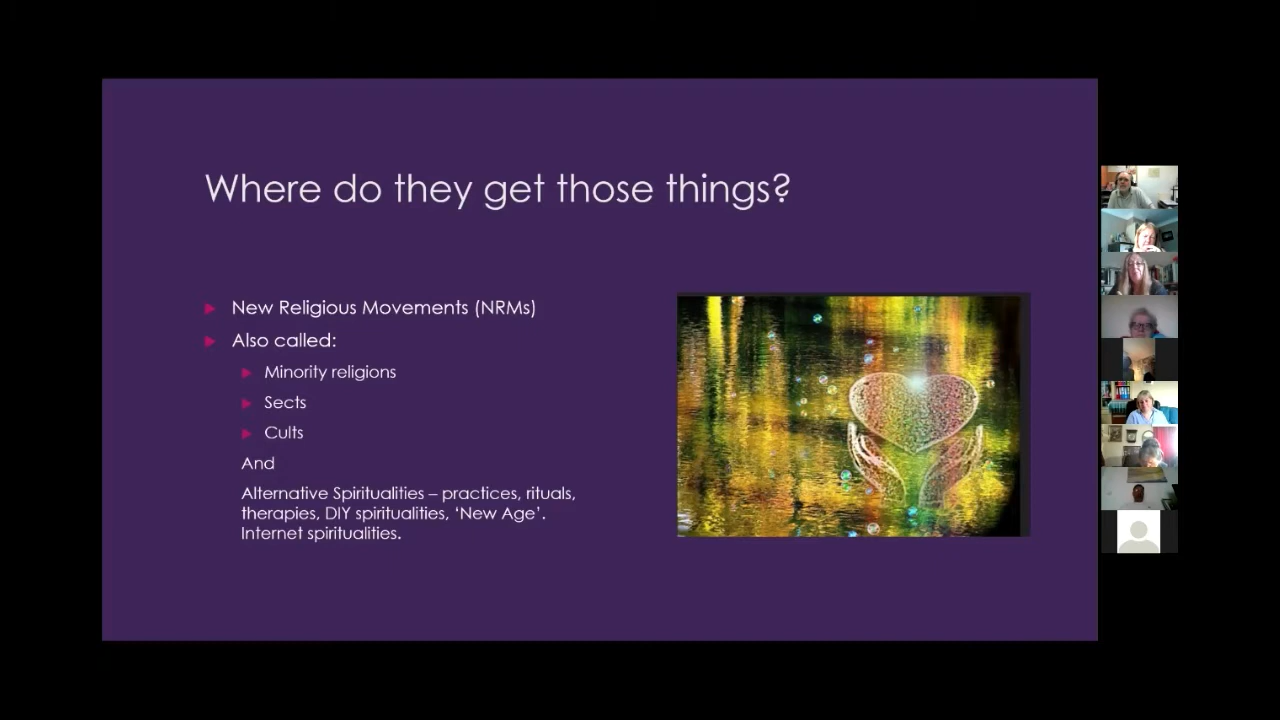 Where do they get those things?
New Religious Movements (NRMs)
Also called:
Minority religions
Sects
Cults
And
Alternative Spiritualities – practices, rituals,
therapies, DIY spiritualities, ‘New Age’.
Internet spiritualities.